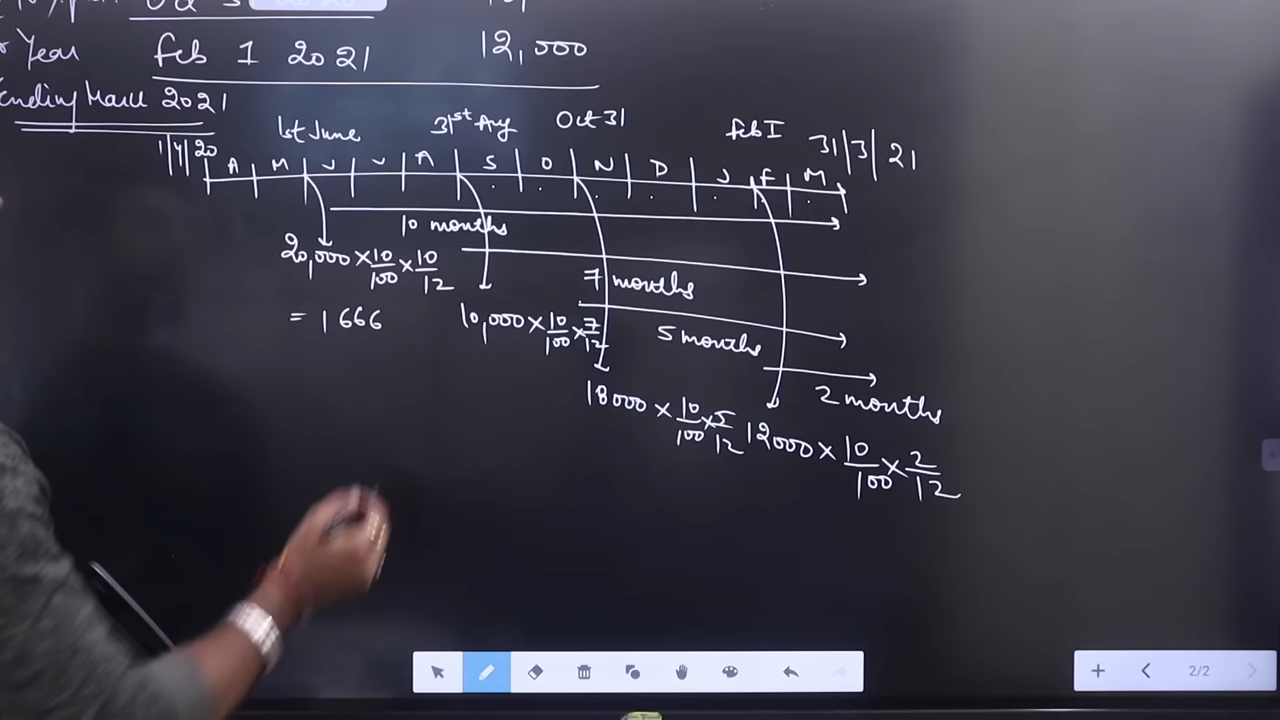 Year Feb 1 2021 12,000
Ending March 2021
1st June 31st Aug Oct 31 Feb 1 31/3/21
1/4/20 A M J J A S O N D J F M
10 months
20,000 × 10/100 × 10/12
7 months
= 1666 10,000 × 10/100 × 7/12 5 months
18000 × 10/100 × 5/12 2 months
12000 × 10/100 × 2/12
2/2